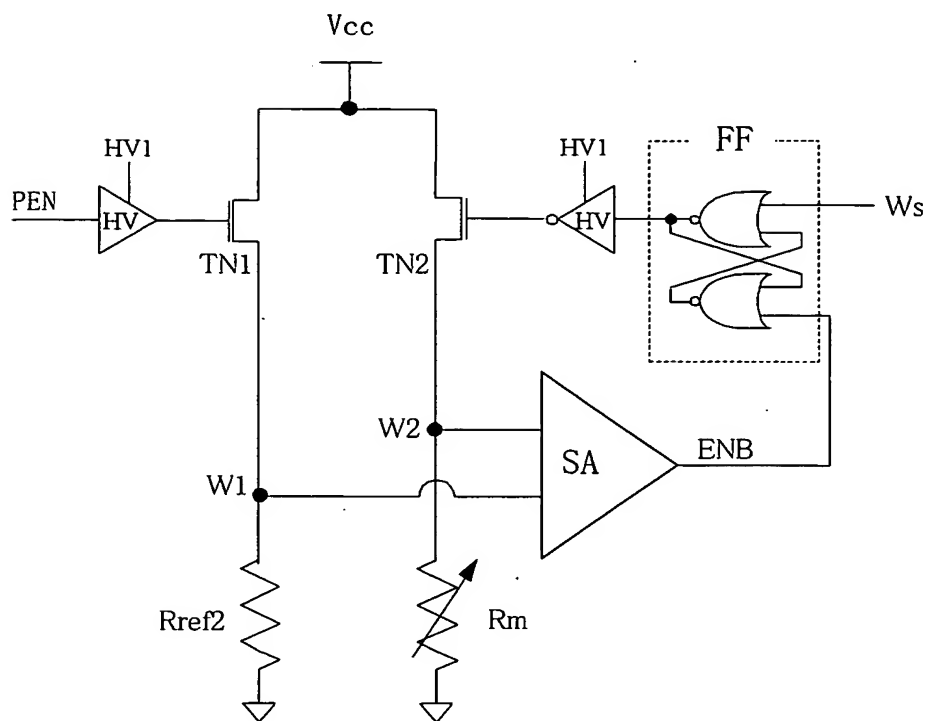 Vcc
FF
HV1
HV1
PEN
HV
HV
Ws
TN1
TN2
W2
SA
ENB
W1
Rref2
Rm